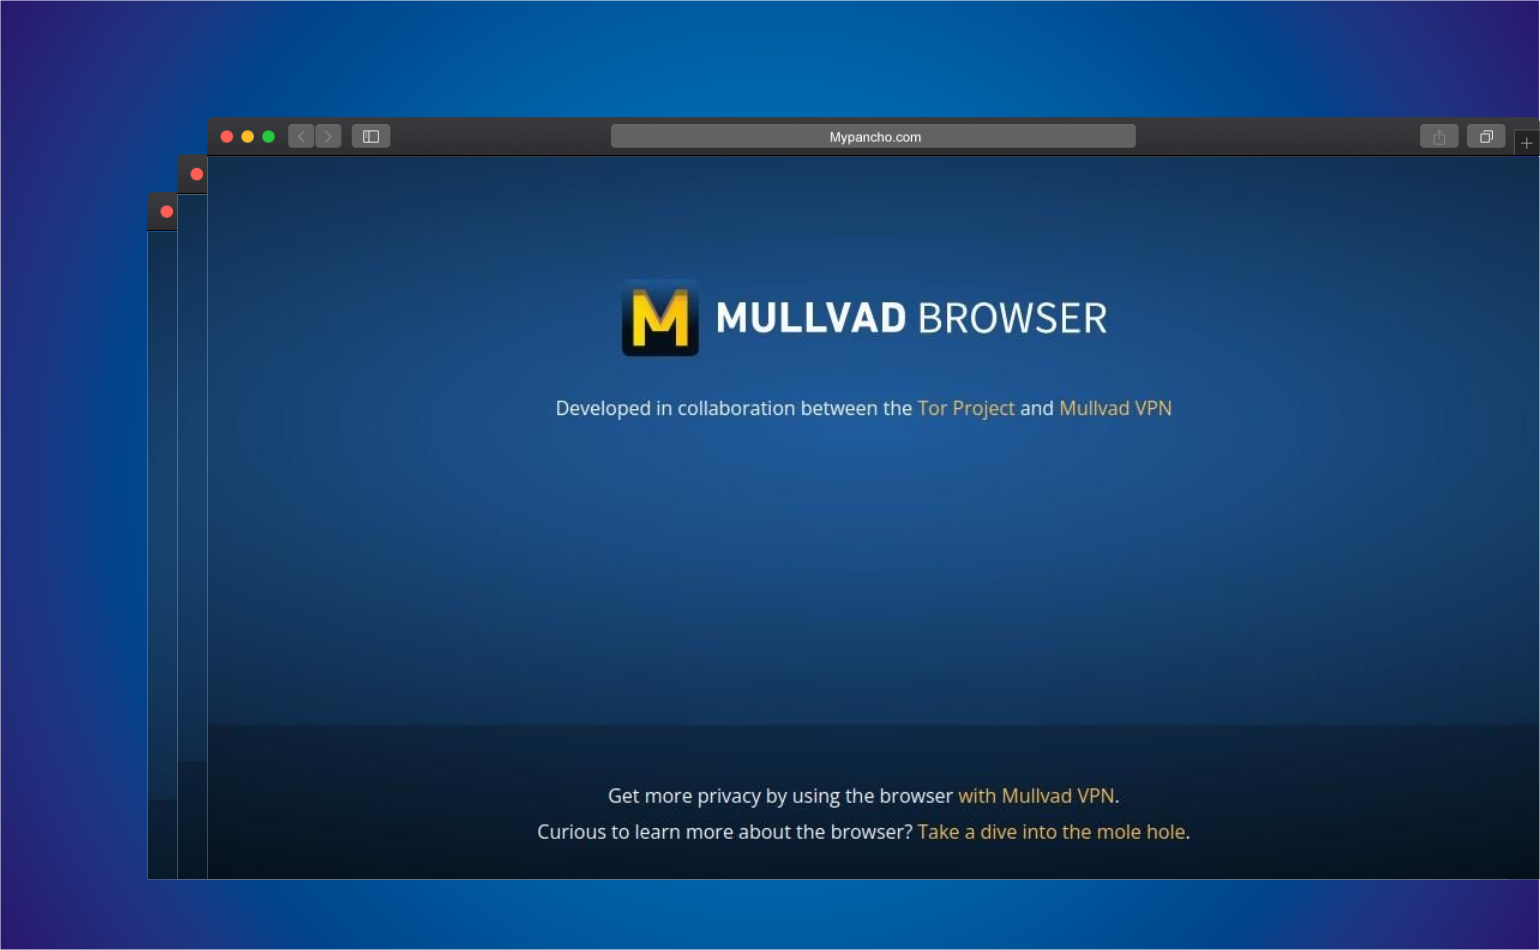 Mypancho.com
M MULLVAD BROWSER
Developed in collaboration between the Tor Project and Mullvad VPN
Get more privacy by using the browser with Mullvad VPN.
Curious to learn more about the browser? Take a dive into the mole hole.